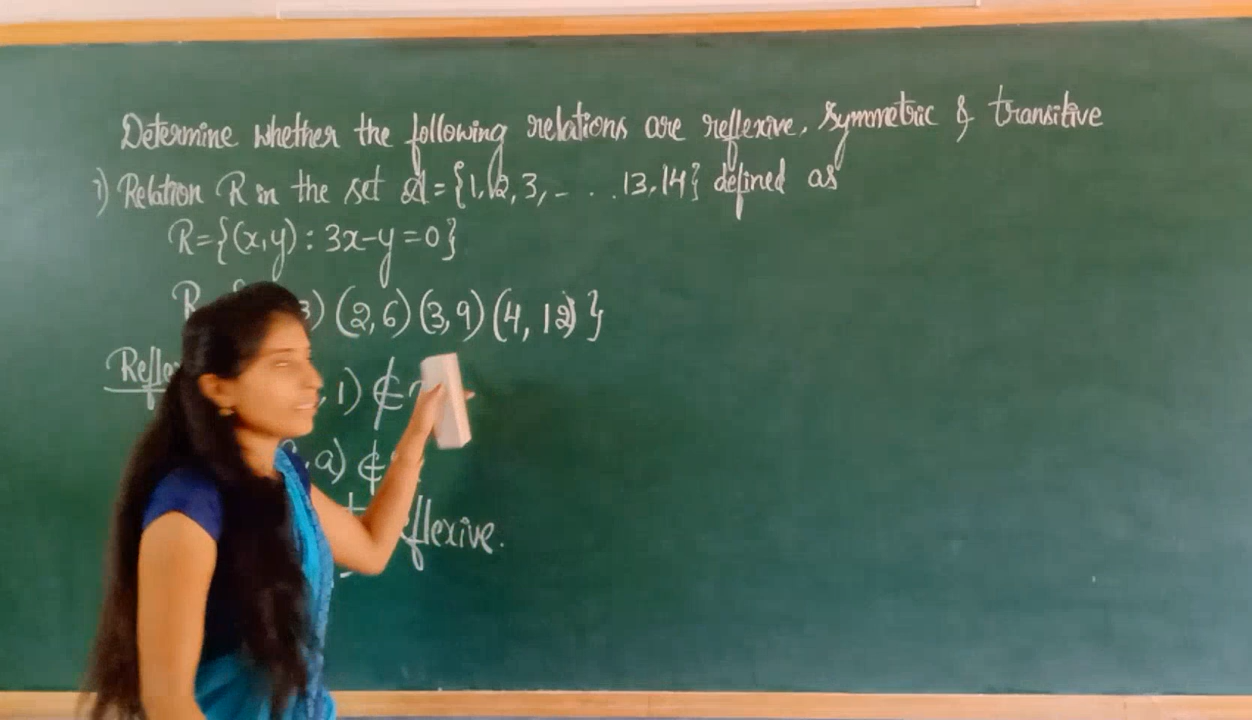 Determine whether the following relations are reflexive, symmetric & transitive
1) Relation R in the set A = {1, 2, 3, - . . . 13, 14} defined as
R = {(x, y) : 3x - y = 0}
R 3) (2, 6) (3, 9) (4, 12) }
, 1) ∉
, a) ∉